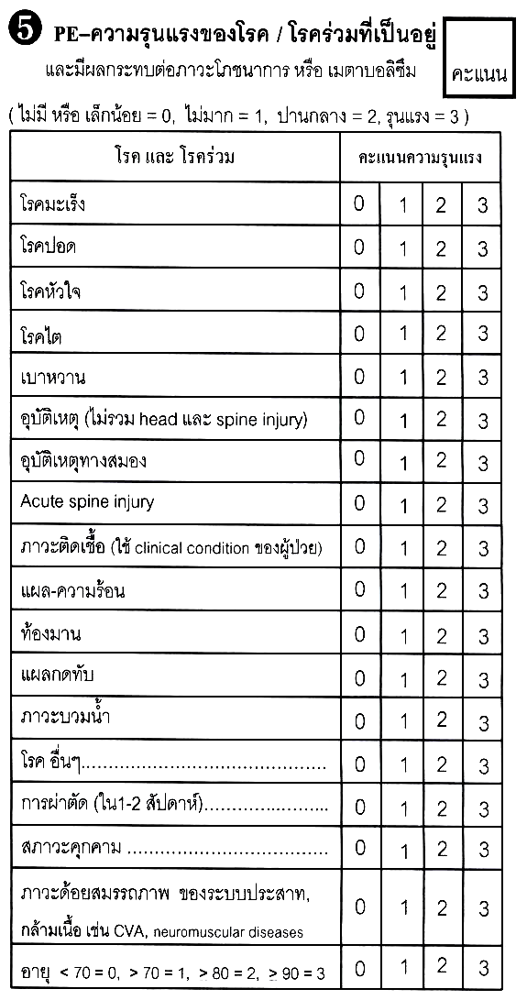 5 PE–ความรุนแรงของโรค / โรคร่วมที่เป็นอยู่
และมีผลกระทบต่อภาวะโภชนาการ หรือ เมตาบอลิซึม
คะแนน
( ไม่มี หรือ เล็กน้อย = 0, ไม่มาก = 1, ปานกลาง = 2, รุนแรง = 3 )
โรค และ โรคร่วม คะแนนความรุนแรง
โรคมะเร็ง 0 1 2 3
โรคปอด 0 1 2 3
โรคหัวใจ 0 1 2 3
โรคไต 0 1 2 3
เบาหวาน 0 1 2 3
อุบัติเหตุ (ไม่รวม head และ spine injury) 0 1 2 3
อุบัติเหตุทางสมอง 0 1 2 3
Acute spine injury 0 1 2 3
ภาวะติดเชื้อ (ใช้ clinical condition ของผู้ป่วย) 0 1 2 3
แผล-ความร้อน 0 1 2 3
ท้องมาน 0 1 2 3
แผลกดทับ 0 1 2 3
ภาวะบวมน้ำ 0 1 2 3
โรค อื่นๆ............................................. 0 1 2 3
การผ่าตัด (ใน1-2 สัปดาห์)....................... 0 1 2 3
สภาวะคุกคาม ..................................... 0 1 2 3
ภาวะด้อยสมรรถภาพ ของระบบประสาท,
กล้ามเนื้อ เช่น CVA, neuromuscular diseases 0 1 2 3
อายุ < 70 = 0, > 70 = 1, ≥ 80 = 2, ≥ 90 = 3 0 1 2 3